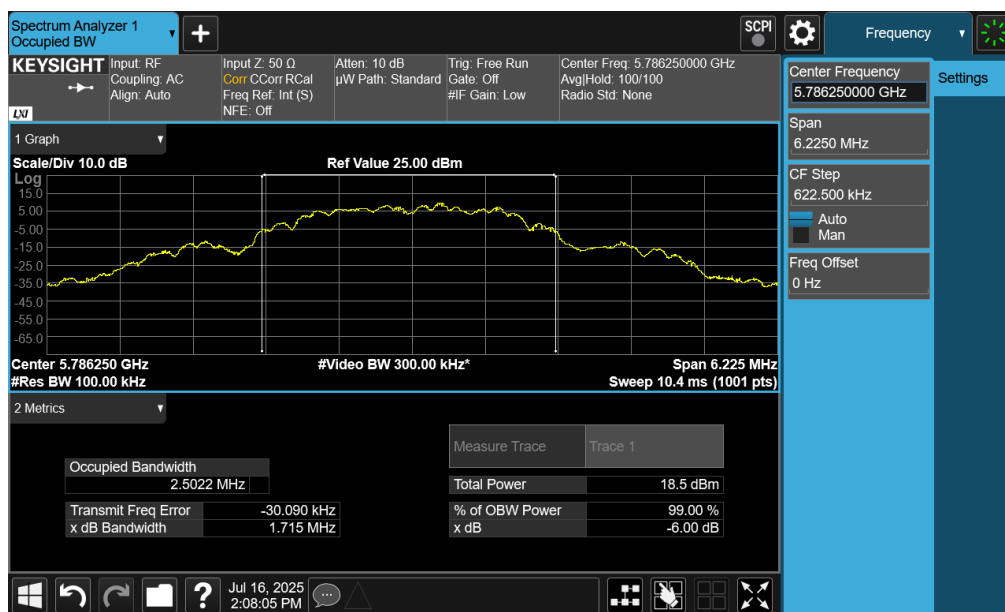 Spectrum Analyzer 1
Occupied BW
▼
+
SCPI
Frequency
▼
KEYSIGHT
LXI
Input: RF
Coupling: AC
Align: Auto
Input Z: 50 Ω
Corr CCorr RCal
Freq Ref: Int (S)
NFE: Off
Atten: 10 dB
µW Path: Standard
Trig: Free Run
Gate: Off
#IF Gain: Low
Center Freq: 5.786250000 GHz
Avg|Hold: 100/100
Radio Std: None
Center Frequency
5.786250000 GHz
Settings
Span
6.2250 MHz
CF Step
622.500 kHz
Auto
Man
Freq Offset
0 Hz
1 Graph
▼
Scale/Div 10.0 dB
Ref Value 25.00 dBm
Log
15.0
5.00
-5.00
-15.0
-25.0
-35.0
-45.0
-55.0
-65.0
Center 5.786250 GHz
#Video BW 300.00 kHz*
Span 6.225 MHz
#Res BW 100.00 kHz
Sweep 10.4 ms (1001 pts)
2 Metrics
▼
Measure Trace
Trace 1
Occupied Bandwidth
2.5022 MHz
Total Power
18.5 dBm
Transmit Freq Error
-30.090 kHz
% of OBW Power
99.00 %
x dB Bandwidth
1.715 MHz
x dB
-6.00 dB
?
Jul 16, 2025
2:08:05 PM